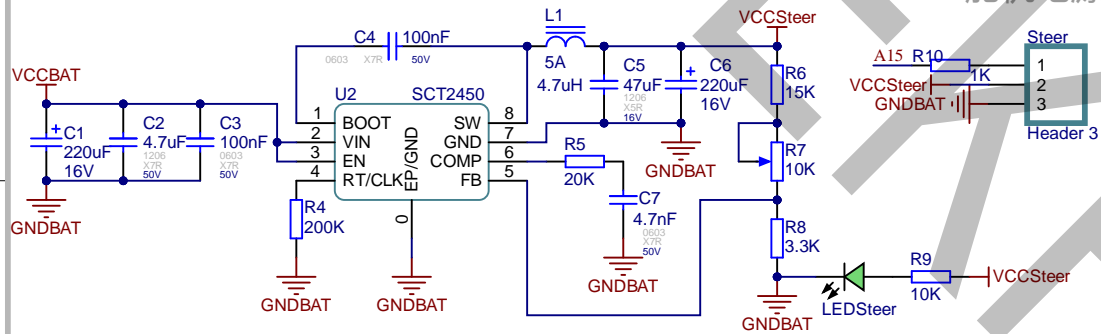 VCCBAT
C1
220uF
16V
C2
4.7uF
1206
X7R
50V
C3
100nF
0603
X7R
50V
GNDBAT
C4
100nF
0603
X7R
50V
U2
SCT2450
1
BOOT
2
VIN
3
EN
4
RT/CLK
EP/GND
0
SW
8
GND
7
COMP
6
FB
5
R4
200K
GNDBAT
GNDBAT
L1
5A
4.7uH
C5
47uF
1206
X5R
16V
C6
220uF
16V
GNDBAT
R5
20K
C7
4.7nF
0603
X7R
50V
GNDBAT
VCCSteer
R6
15K
R7
10K
R8
3.3K
GNDBAT
LEDSteer
R9
10K
VCCSteer
Steer
A15
R10
1K
1
VCCSteer
2
GNDBAT
3
Header 3